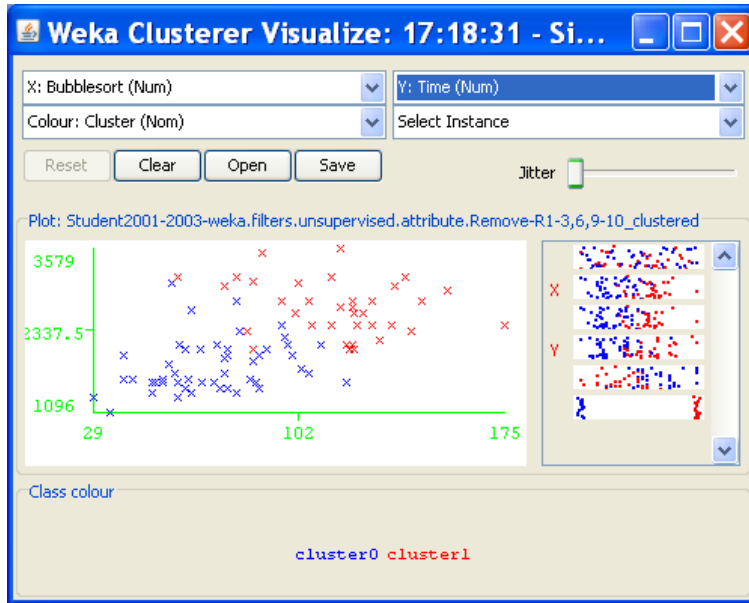 Weka Clusterer Visualize: 17:18:31 - Si...
X: Bubblesort (Num) Y: Time (Num)
Colour: Cluster (Nom) Select Instance
Reset Clear Open Save Jitter
Plot: Student2001-2003-weka.filters.unsupervised.attribute.Remove-R1-3,6,9-10_clustered
3579
2337.5
1096
29 102 175
X
Y
Class colour
cluster0 cluster1